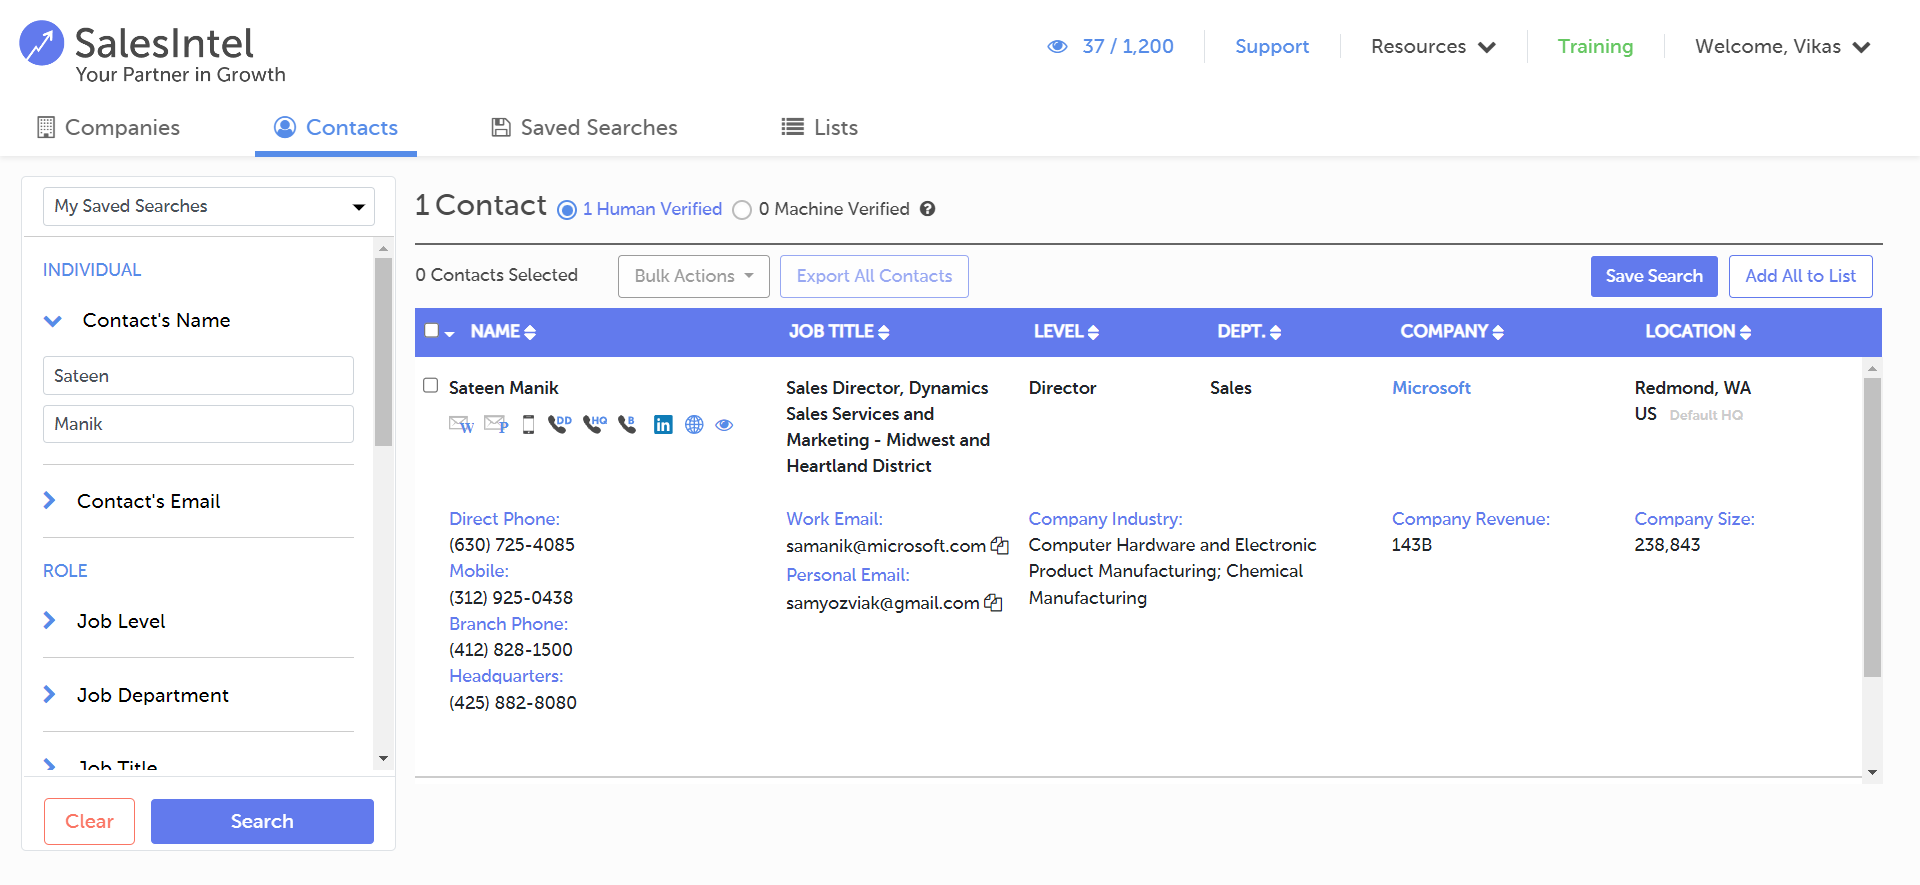 SalesIntel
Your Partner in Growth
37 / 1,200
Support
Resources
Training
Welcome, Vikas
Companies
Contacts
Saved Searches
Lists
My Saved Searches
INDIVIDUAL
Contact's Name
Sateen
Manik
Contact's Email
ROLE
Job Level
Job Department
Job Title
Clear
Search
1 Contact
1 Human Verified
0 Machine Verified
?
0 Contacts Selected
Bulk Actions
Export All Contacts
Save Search
Add All to List
NAME
JOB TITLE
LEVEL
DEPT.
COMPANY
LOCATION
Sateen Manik
W
P
DD
HQ
B
in
Sales Director, Dynamics
Sales Services and
Marketing - Midwest and
Heartland District
Director
Sales
Microsoft
Redmond, WA
US Default HQ
Direct Phone:
(630) 725-4085
Mobile:
(312) 925-0438
Branch Phone:
(412) 828-1500
Headquarters:
(425) 882-8080
Work Email:
samanik@microsoft.com
Personal Email:
samyozviak@gmail.com
Company Industry:
Computer Hardware and Electronic
Product Manufacturing; Chemical
Manufacturing
Company Revenue:
143B
Company Size:
238,843